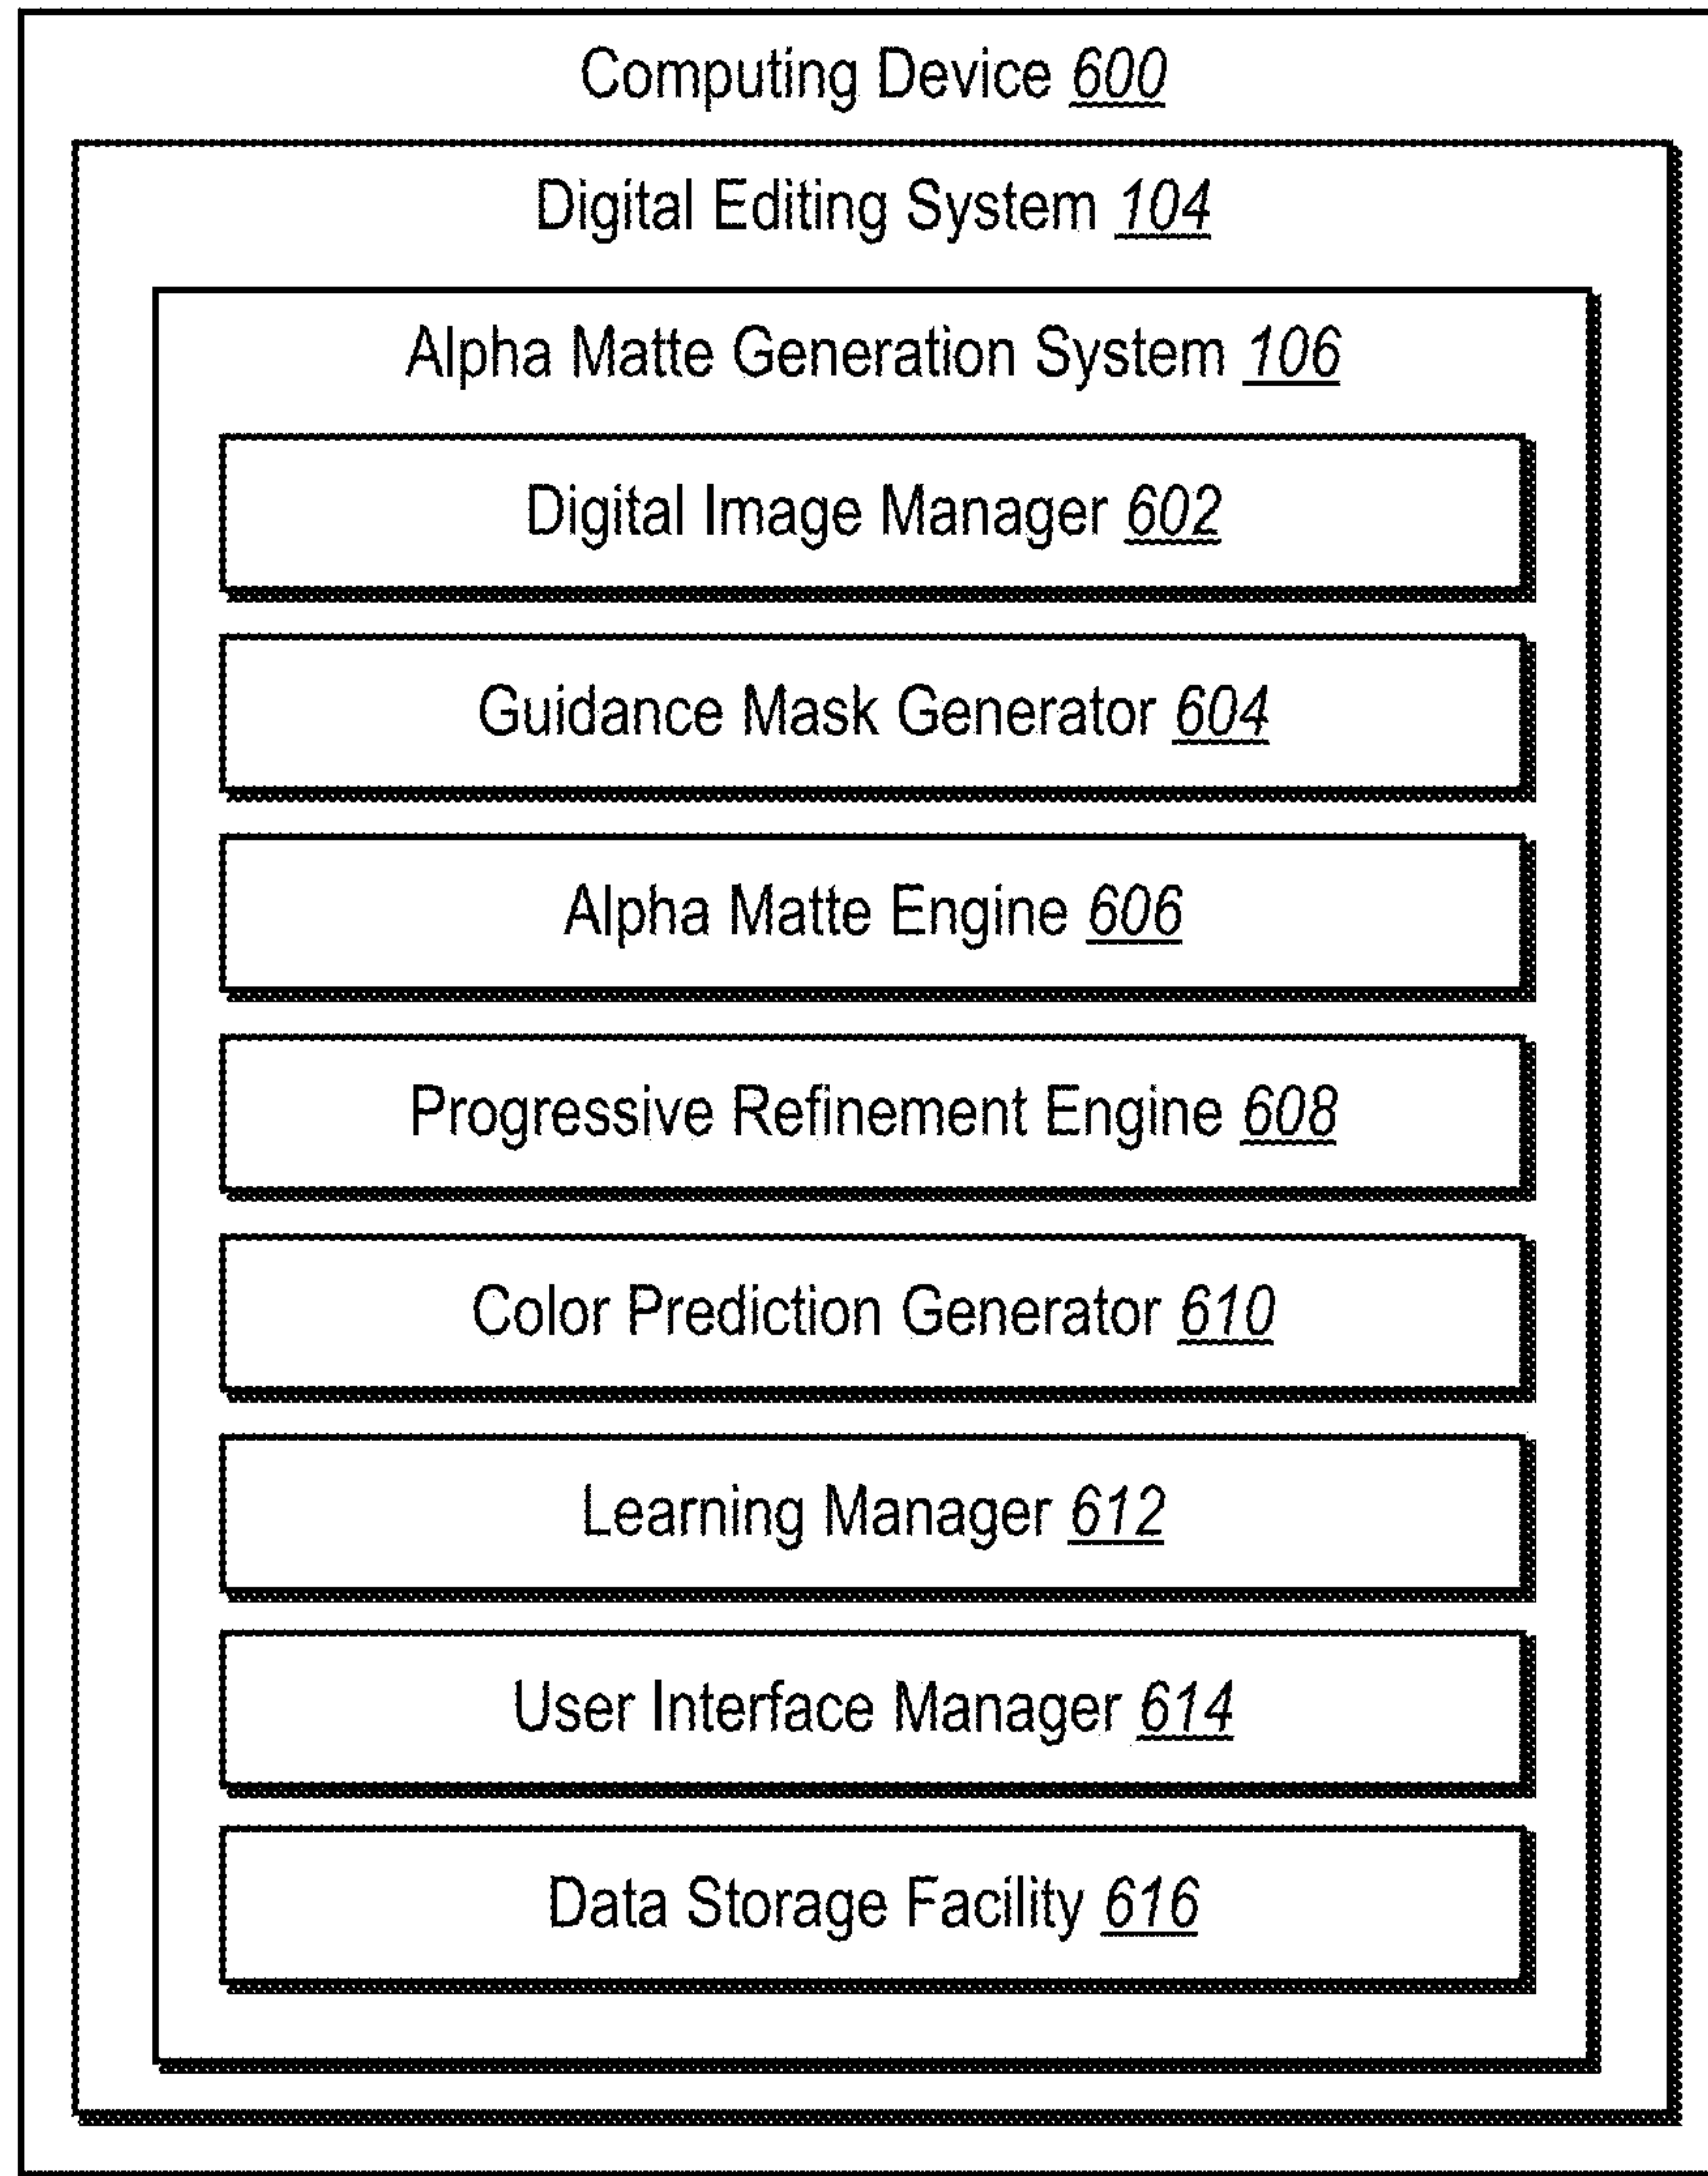 Computing Device 600
Digital Editing System 104
Alpha Matte Generation System 106
Digital Image Manager 602
Guidance Mask Generator 604
Alpha Matte Engine 606
Progressive Refinement Engine 608
Color Prediction Generator 610
Learning Manager 612
User Interface Manager 614
Data Storage Facility 616